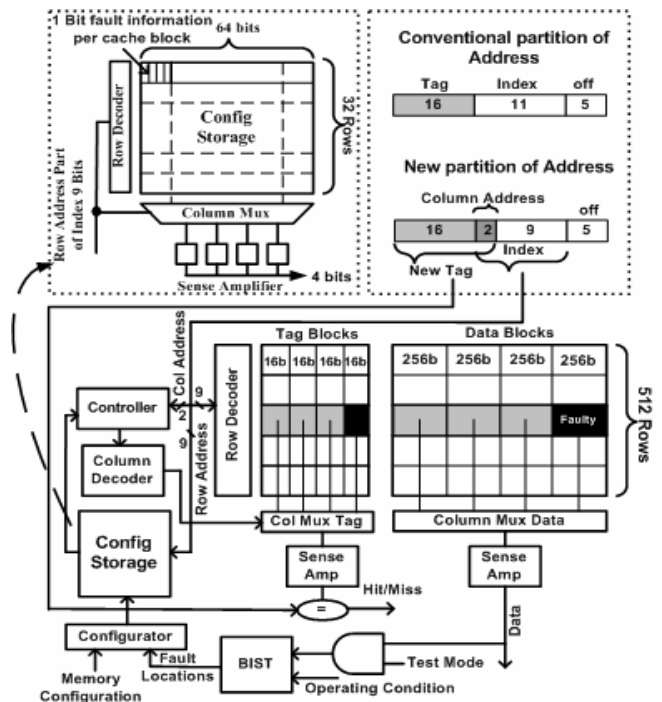 1 Bit fault information
per cache block
64 bits
Row Decoder
Config
Storage
32 Rows
Row Address Part
of Index 9 Bits
Column Mux
Sense Amplifier
4 bits
Conventional partition of
Address
Tag
Index
off
16
11
5
New partition of Address
Column Address
off
16
2
9
5
New Tag
Index
Tag Blocks
Data Blocks
Col Address
9
2
9
Row Address
Controller
Column
Decoder
Config
Storage
Row Decoder
16b
16b
16b
16b
256b
256b
256b
256b
Faulty
512 Rows
Col Mux Tag
Column Mux Data
Sense
Amp
Sense
Amp
Hit/Miss
=
Data
Configurator
Memory
Configuration
Fault
Locations
BIST
Test Mode
Operating Condition